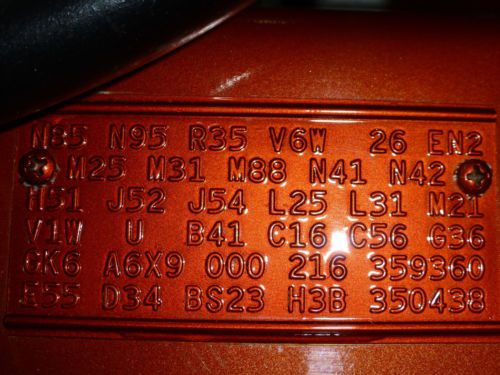 N85 N95 R35 V6W 26 EN2
M25 M31 M88 N41 N42
H51 J52 J54 L25 L31 M21
V1W U B41 C16 C56 G36
GK6 A6X9 000 216 359360
E55 D34 BS23 H3B 350438